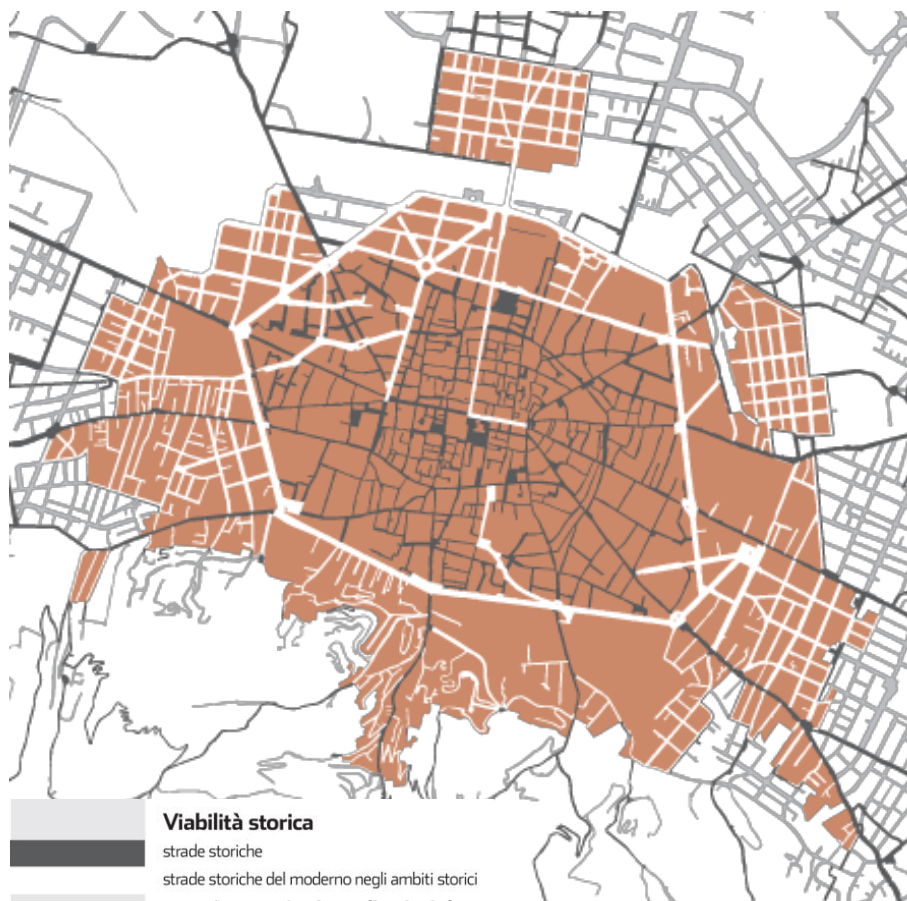 Viabilità storica
strade storiche
strade storiche del moderno negli ambiti storici